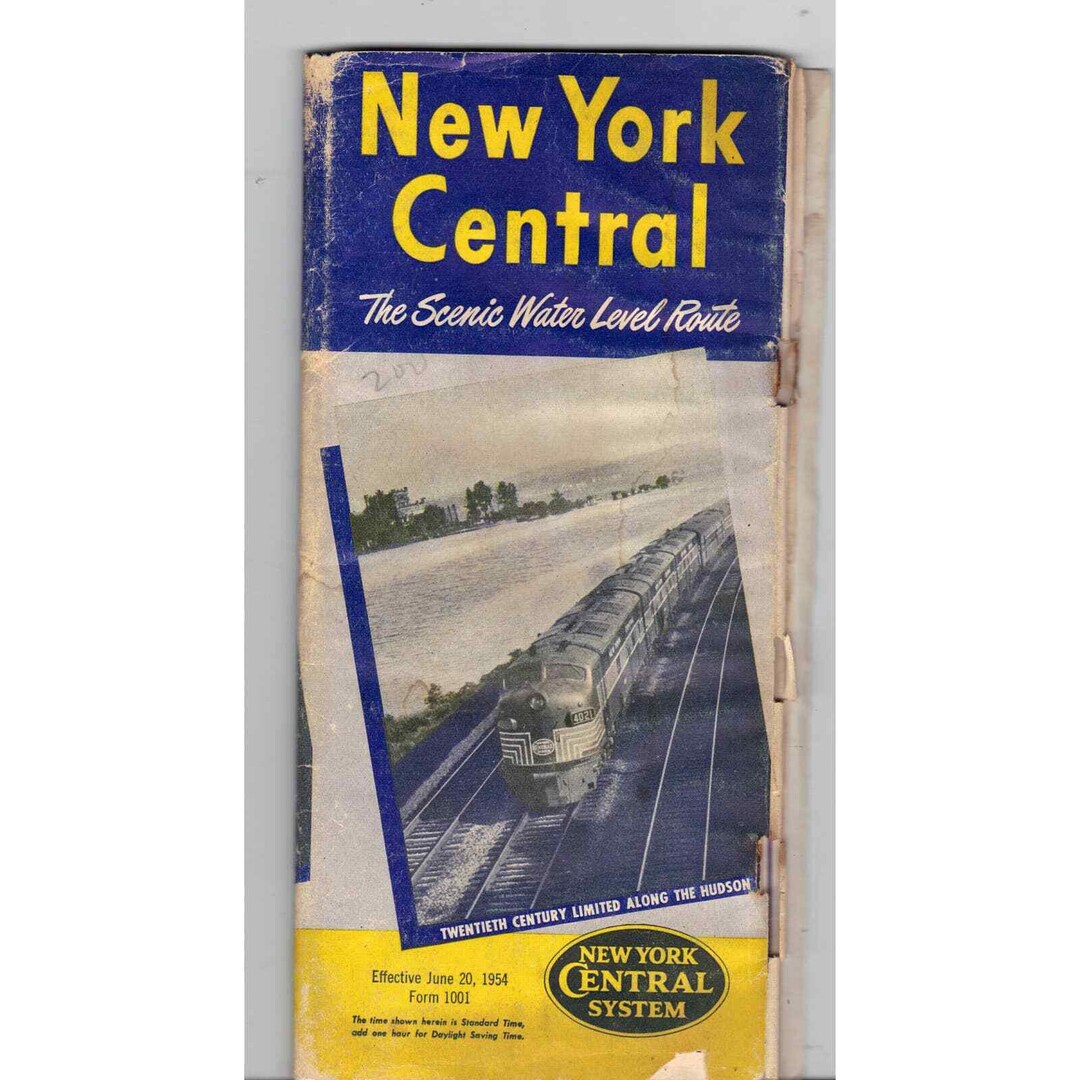 New York
Central
The Scenic Water Level Route
200
4021
TWENTIETH CENTURY LIMITED ALONG THE HUDSON
Effective June 20, 1954
Form 1001
The time shown herein is Standard Time,
add one hour for Daylight Saving Time.
NEW YORK
CENTRAL
SYSTEM